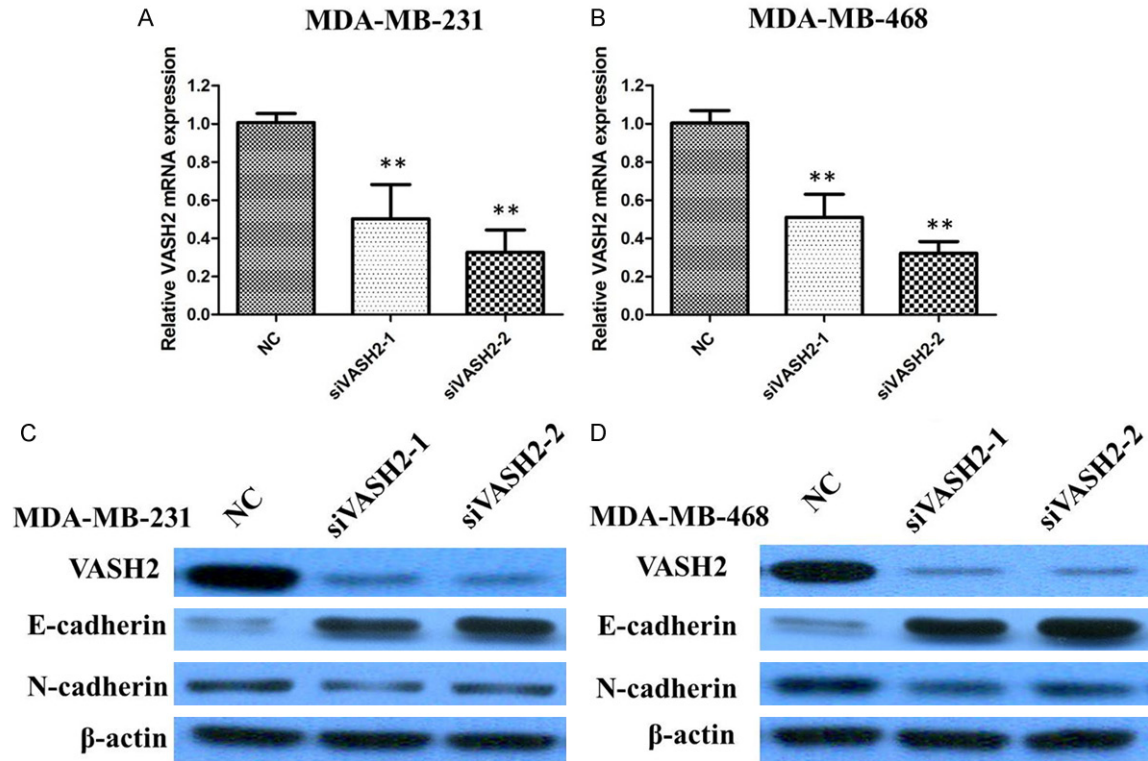 A
MDA-MB-231
Relative VASH2 mRNA expression
1.2
1.0
0.8
0.6
0.4
0.2
0.0
**
**
NC
siVASH2-1
siVASH2-2
B
MDA-MB-468
Relative VASH2 mRNA expression
1.2
1.0
0.8
0.6
0.4
0.2
0.0
**
**
NC
siVASH2-1
siVASH2-2
C
MDA-MB-231
NC
siVASH2-1
siVASH2-2
VASH2
E-cadherin
N-cadherin
β-actin
D
MDA-MB-468
NC
siVASH2-1
siVASH2-2
VASH2
E-cadherin
N-cadherin
β-actin